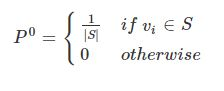 P⁰ = { 1/|S| if vᵢ ∈ S
0 otherwise